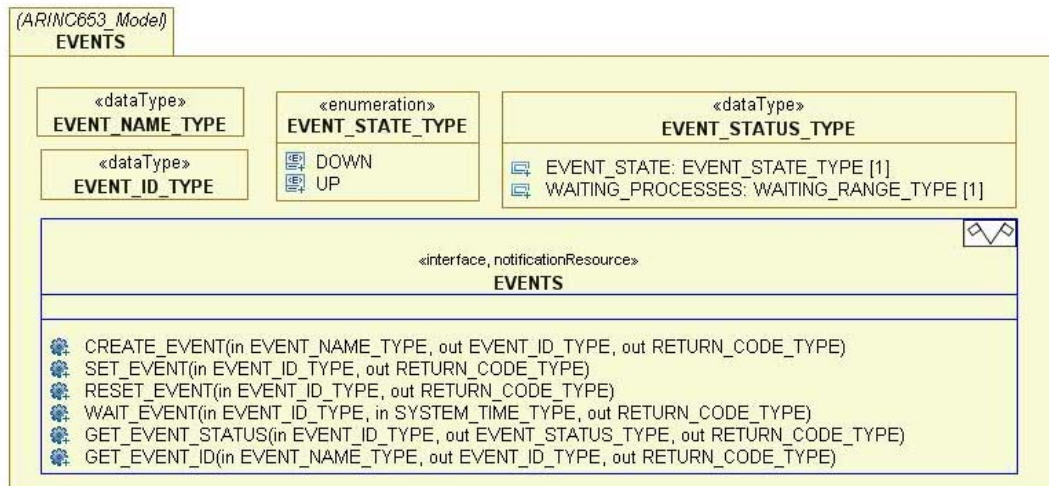 (ARINC653_Model)
EVENTS
«dataType»
EVENT_NAME_TYPE
«dataType»
EVENT_ID_TYPE
«enumeration»
EVENT_STATE_TYPE
DOWN
UP
«dataType»
EVENT_STATUS_TYPE
EVENT_STATE: EVENT_STATE_TYPE [1]
WAITING_PROCESSES: WAITING_RANGE_TYPE [1]
«interface, notificationResource»
EVENTS
CREATE_EVENT(in EVENT_NAME_TYPE, out EVENT_ID_TYPE, out RETURN_CODE_TYPE)
SET_EVENT(in EVENT_ID_TYPE, out RETURN_CODE_TYPE)
RESET_EVENT(in EVENT_ID_TYPE, out RETURN_CODE_TYPE)
WAIT_EVENT(in EVENT_ID_TYPE, in SYSTEM_TIME_TYPE, out RETURN_CODE_TYPE)
GET_EVENT_STATUS(in EVENT_ID_TYPE, out EVENT_STATUS_TYPE, out RETURN_CODE_TYPE)
GET_EVENT_ID(in EVENT_NAME_TYPE, out EVENT_ID_TYPE, out RETURN_CODE_TYPE)